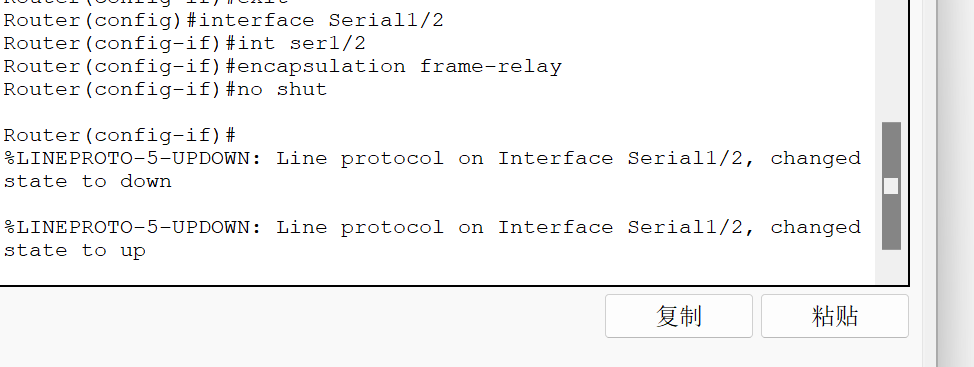 Router(config-if)#exit
Router(config)#interface Serial1/2
Router(config-if)#int ser1/2
Router(config-if)#encapsulation frame-relay
Router(config-if)#no shut
Router(config-if)#
%LINEPROTO-5-UPDOWN: Line protocol on Interface Serial1/2, changed
state to down
%LINEPROTO-5-UPDOWN: Line protocol on Interface Serial1/2, changed
state to up
复制 粘贴